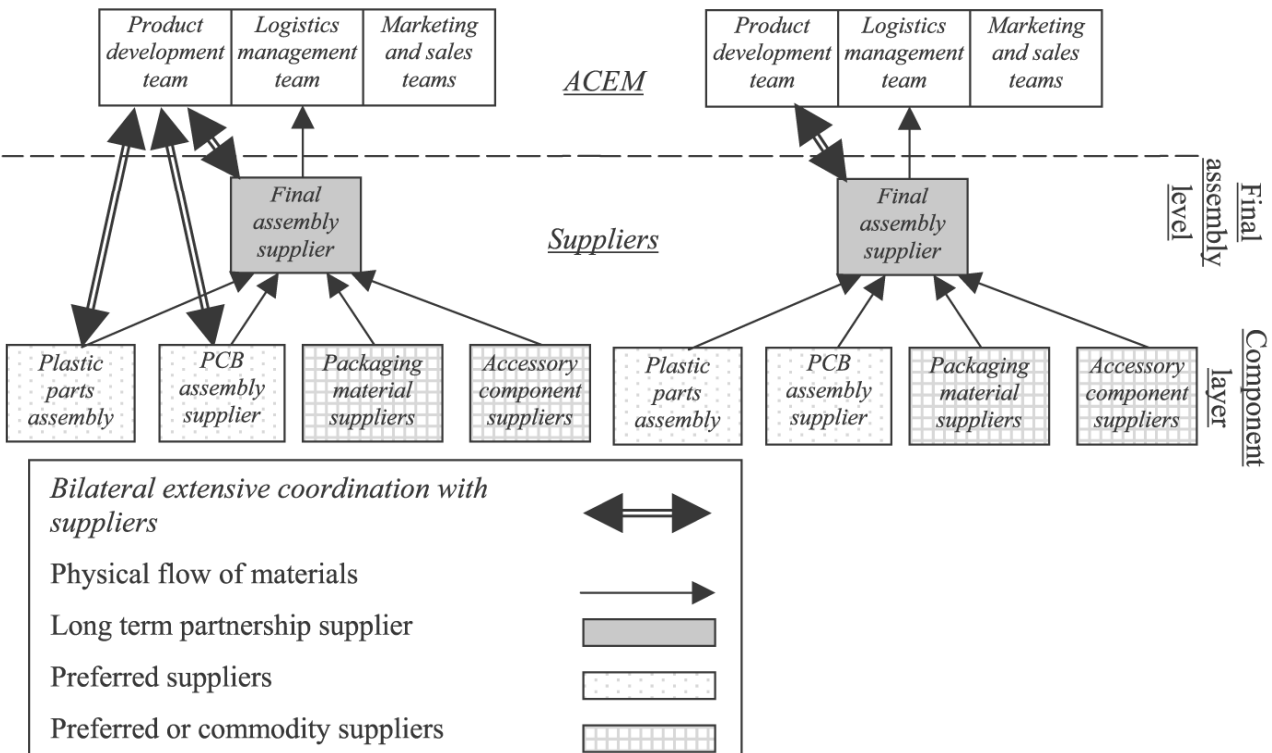 Product
development
team
Logistics
management
team
Marketing
and sales
teams
ACEM
Product
development
team
Logistics
management
team
Marketing
and sales
teams
Final
assembly
supplier
Suppliers
Final
assembly
supplier
Final
assembly
level
Plastic
parts
assembly
PCB
assembly
supplier
Packaging
material
suppliers
Accessory
component
suppliers
Plastic
parts
assembly
PCB
assembly
supplier
Packaging
material
suppliers
Accessory
component
suppliers
Component
layer
Bilateral extensive coordination with
suppliers
Physical flow of materials
Long term partnership supplier
Preferred suppliers
Preferred or commodity suppliers